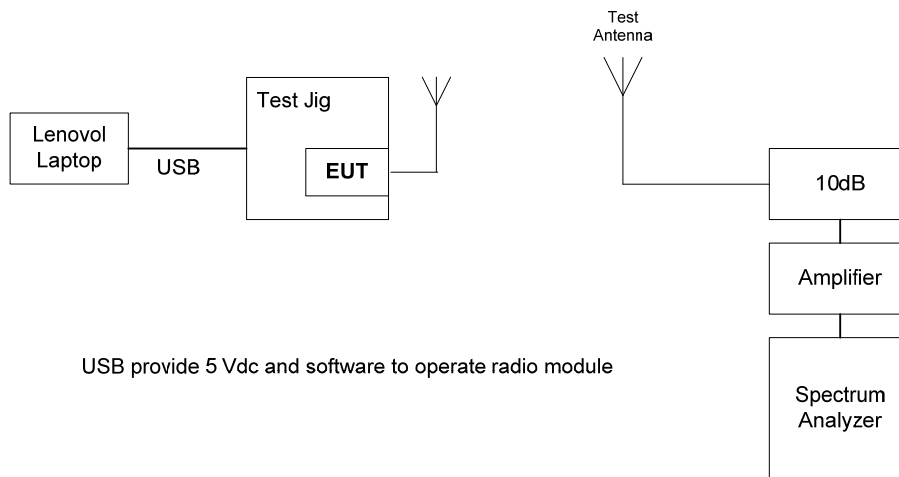 Test
Antenna
Test Jig
Lenovol
Laptop
USB
EUT
10dB
Amplifier
USB provide 5 Vdc and software to operate radio module
Spectrum
Analyzer